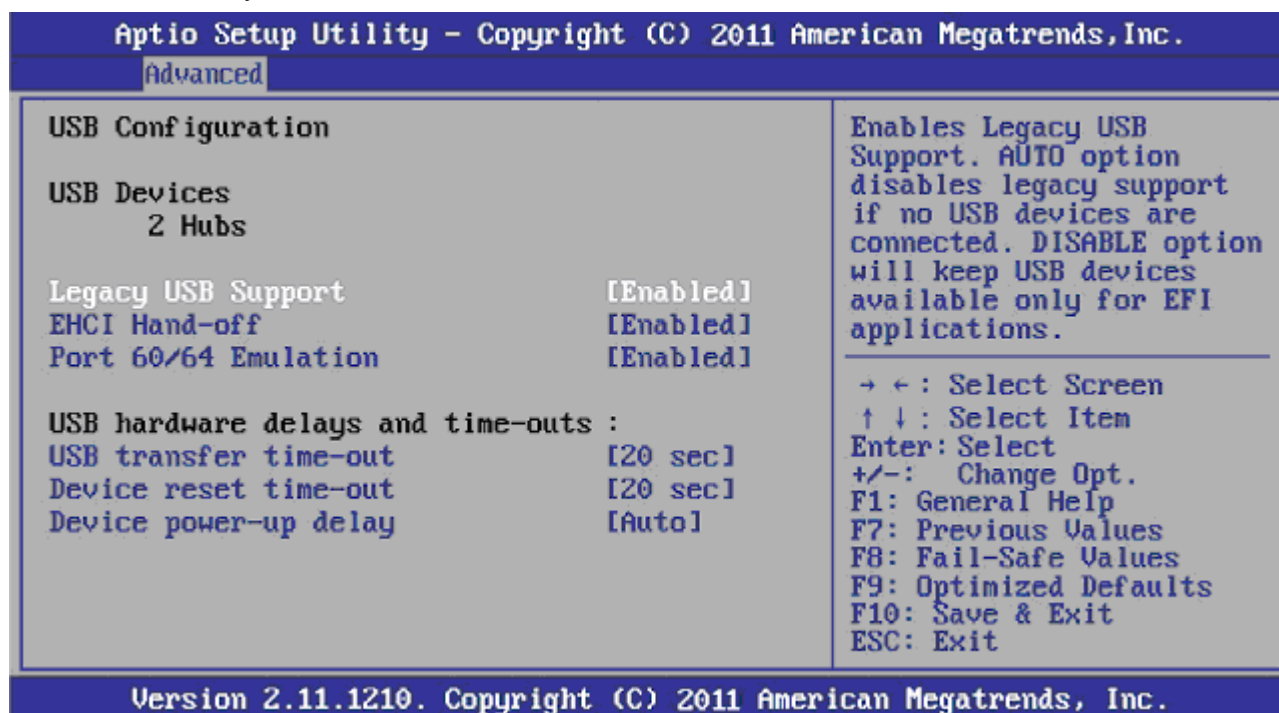 Aptio Setup Utility – Copyright (C) 2011 American Megatrends,Inc.
Advanced
USB Configuration
USB Devices
2 Hubs
Legacy USB Support [Enabled]
EHCI Hand-off [Enabled]
Port 60/64 Emulation [Enabled]
USB hardware delays and time-outs :
USB transfer time-out [20 sec]
Device reset time-out [20 sec]
Device power-up delay [Auto]
Enables Legacy USB
Support. AUTO option
disables legacy support
if no USB devices are
connected. DISABLE option
will keep USB devices
available only for EFI
applications.
→ ←: Select Screen
↑ ↓: Select Item
Enter: Select
+/-: Change Opt.
F1: General Help
F7: Previous Values
F8: Fail-Safe Values
F9: Optimized Defaults
F10: Save & Exit
ESC: Exit
Version 2.11.1210. Copyright (C) 2011 American Megatrends, Inc.